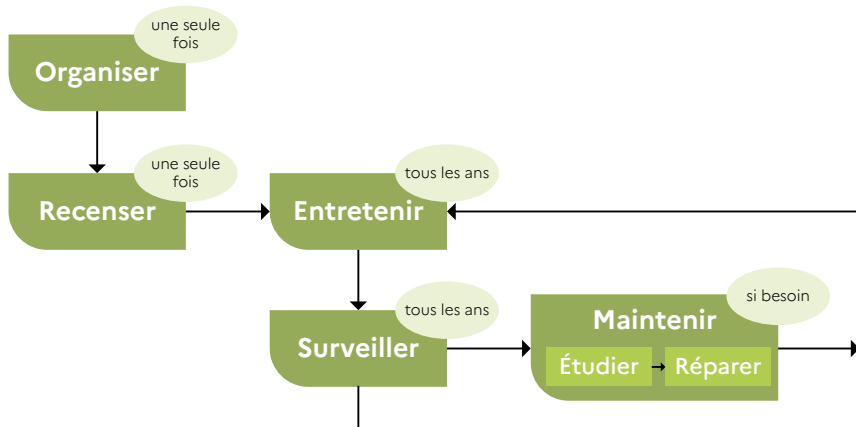 une seule
fois
Organiser
une seule
fois
Recenser
tous les ans
Entretenir
tous les ans
Surveiller
si besoin
Maintenir
Étudier
Réparer